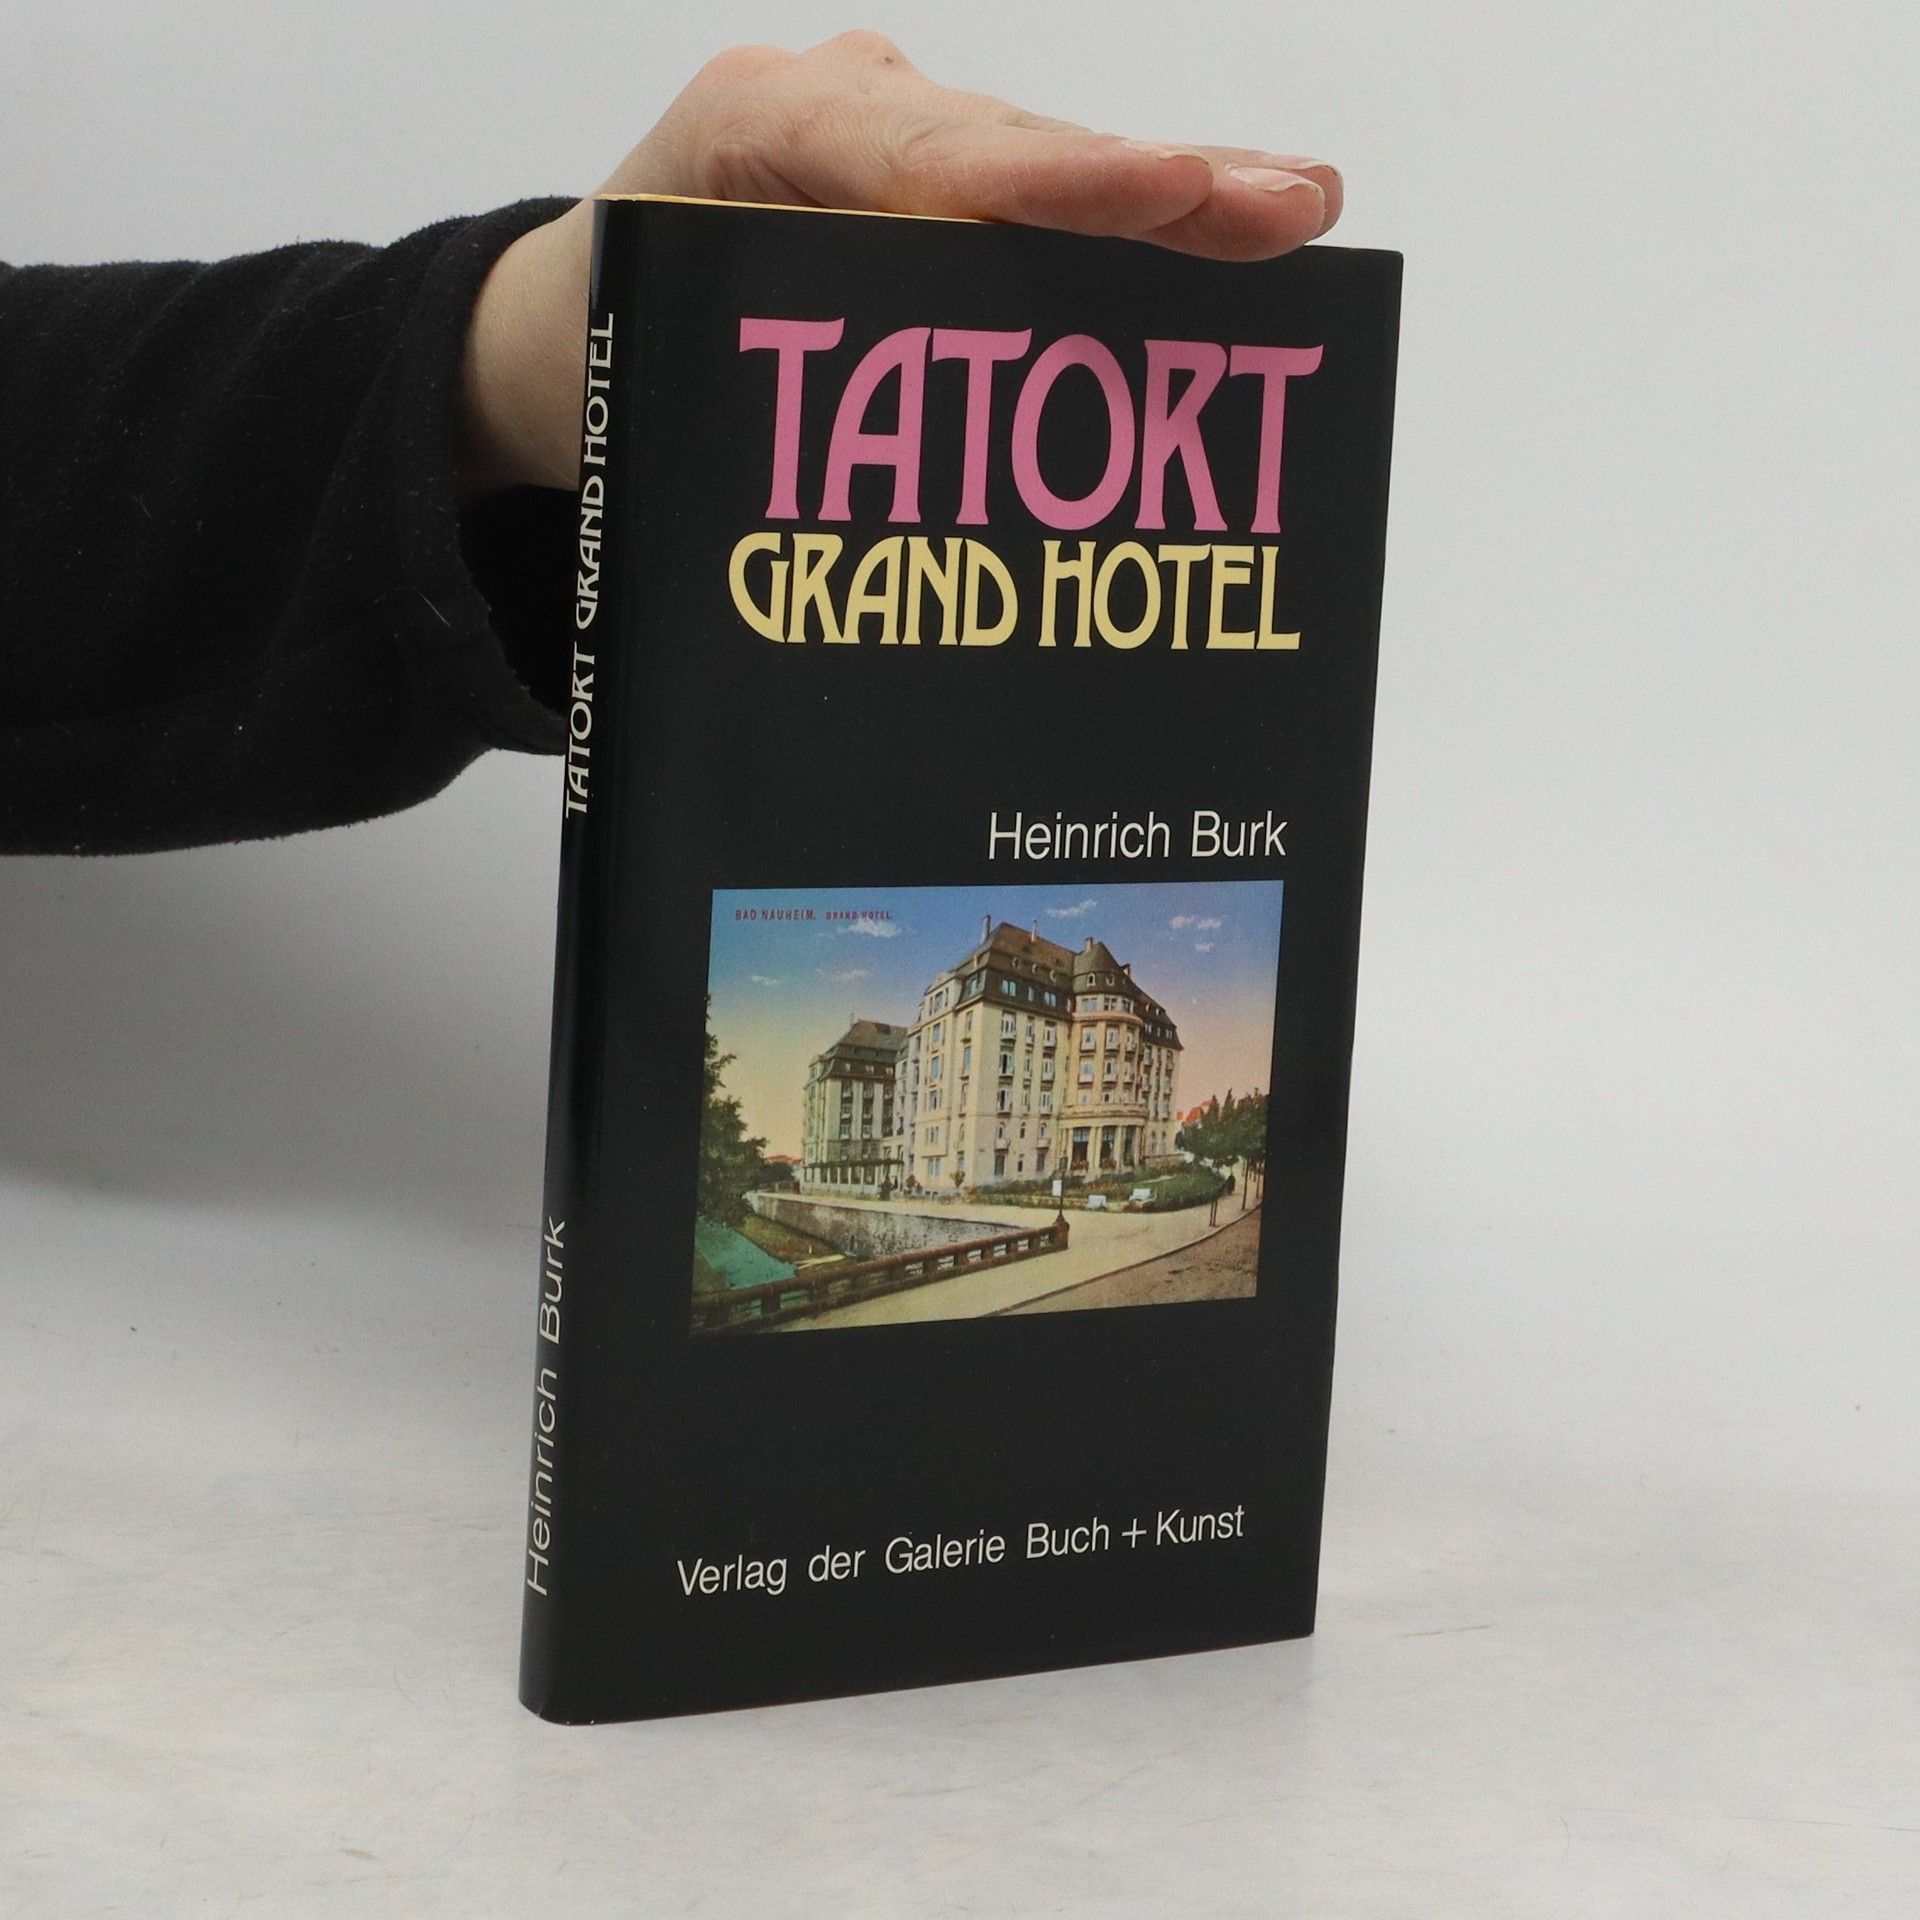 TATORT
GRAND HOTEL
Heinrich Burk
BAD NAUHEIM. GRAND HOTEL
Verlag der Galerie Buch + Kunst
TATORT GRAND HOTEL
Heinrich Burk